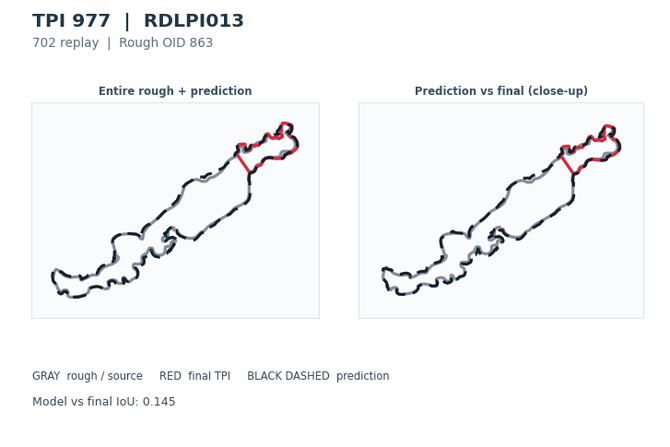 TPI 977 | RDLPI013
702 replay | Rough OID 863
Entire rough + prediction
Prediction vs final (close-up)
GRAY rough / source RED final TPI BLACK DASHED prediction
Model vs final IoU: 0.145